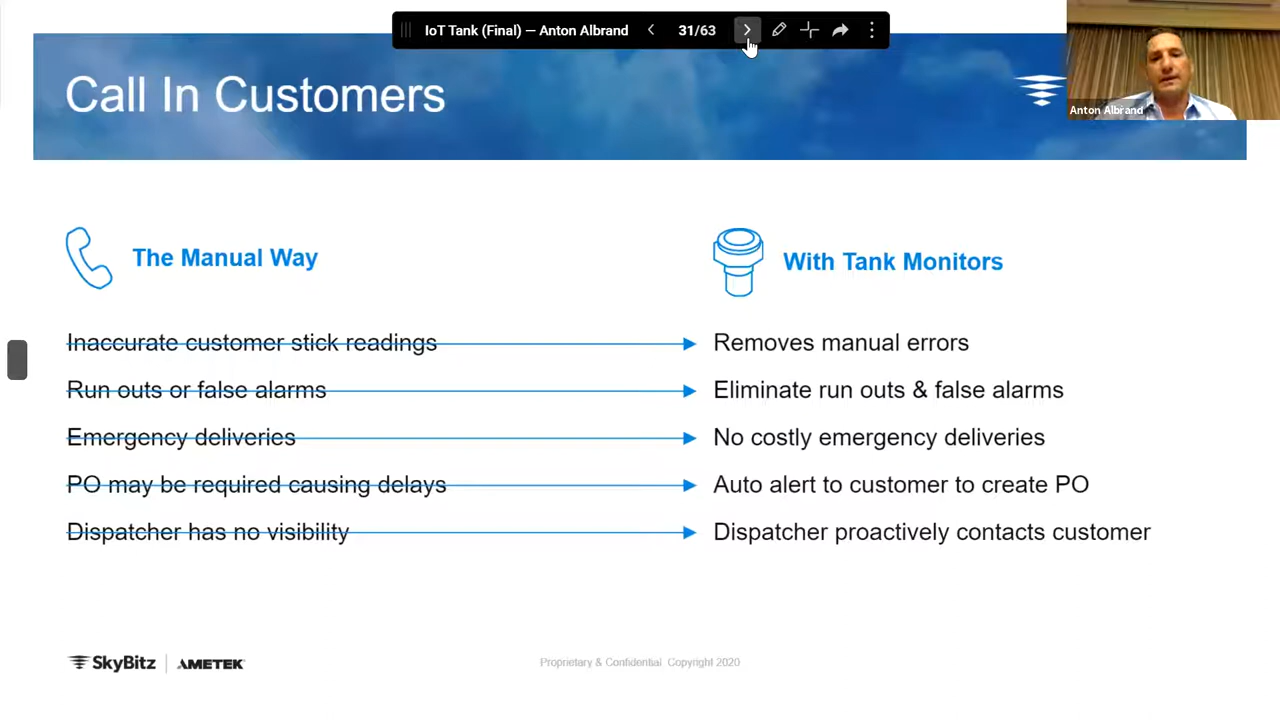 IoT Tank (Final) — Anton Albrand
31/63
Call In Customers
Anton Albrand
The Manual Way
With Tank Monitors
Inaccurate customer stick readings
Removes manual errors
Run outs or false alarms
Eliminate run outs & false alarms
Emergency deliveries
No costly emergency deliveries
PO may be required causing delays
Auto alert to customer to create PO
Dispatcher has no visibility
Dispatcher proactively contacts customer
SkyBitz
AMETEK
Proprietary & Confidential Copyright 2020